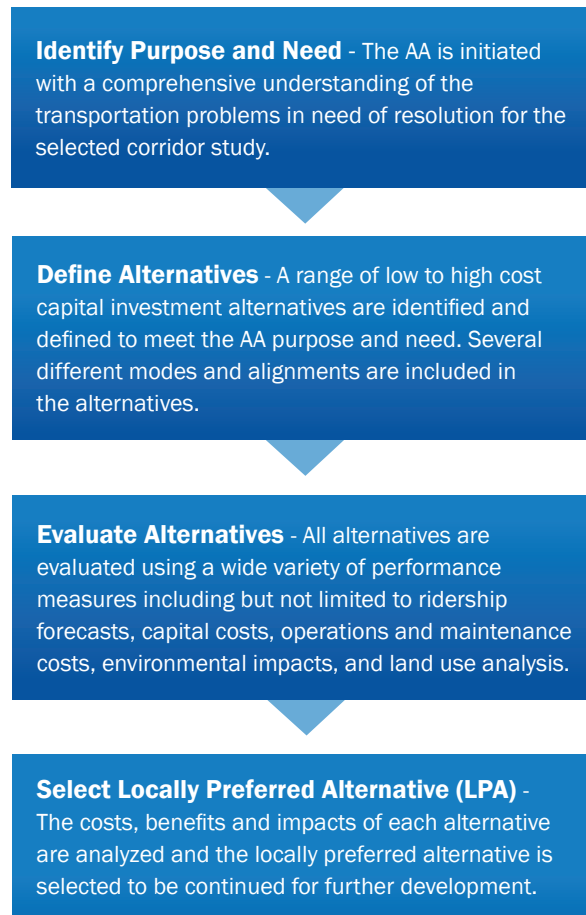 Identify Purpose and Need - The AA is initiated
with a comprehensive understanding of the
transportation problems in need of resolution for the
selected corridor study.
Define Alternatives - A range of low to high cost
capital investment alternatives are identified and
defined to meet the AA purpose and need. Several
different modes and alignments are included in
the alternatives.
Evaluate Alternatives - All alternatives are
evaluated using a wide variety of performance
measures including but not limited to ridership
forecasts, capital costs, operations and maintenance
costs, environmental impacts, and land use analysis.
Select Locally Preferred Alternative (LPA) -
The costs, benefits and impacts of each alternative
are analyzed and the locally preferred alternative is
selected to be continued for further development.